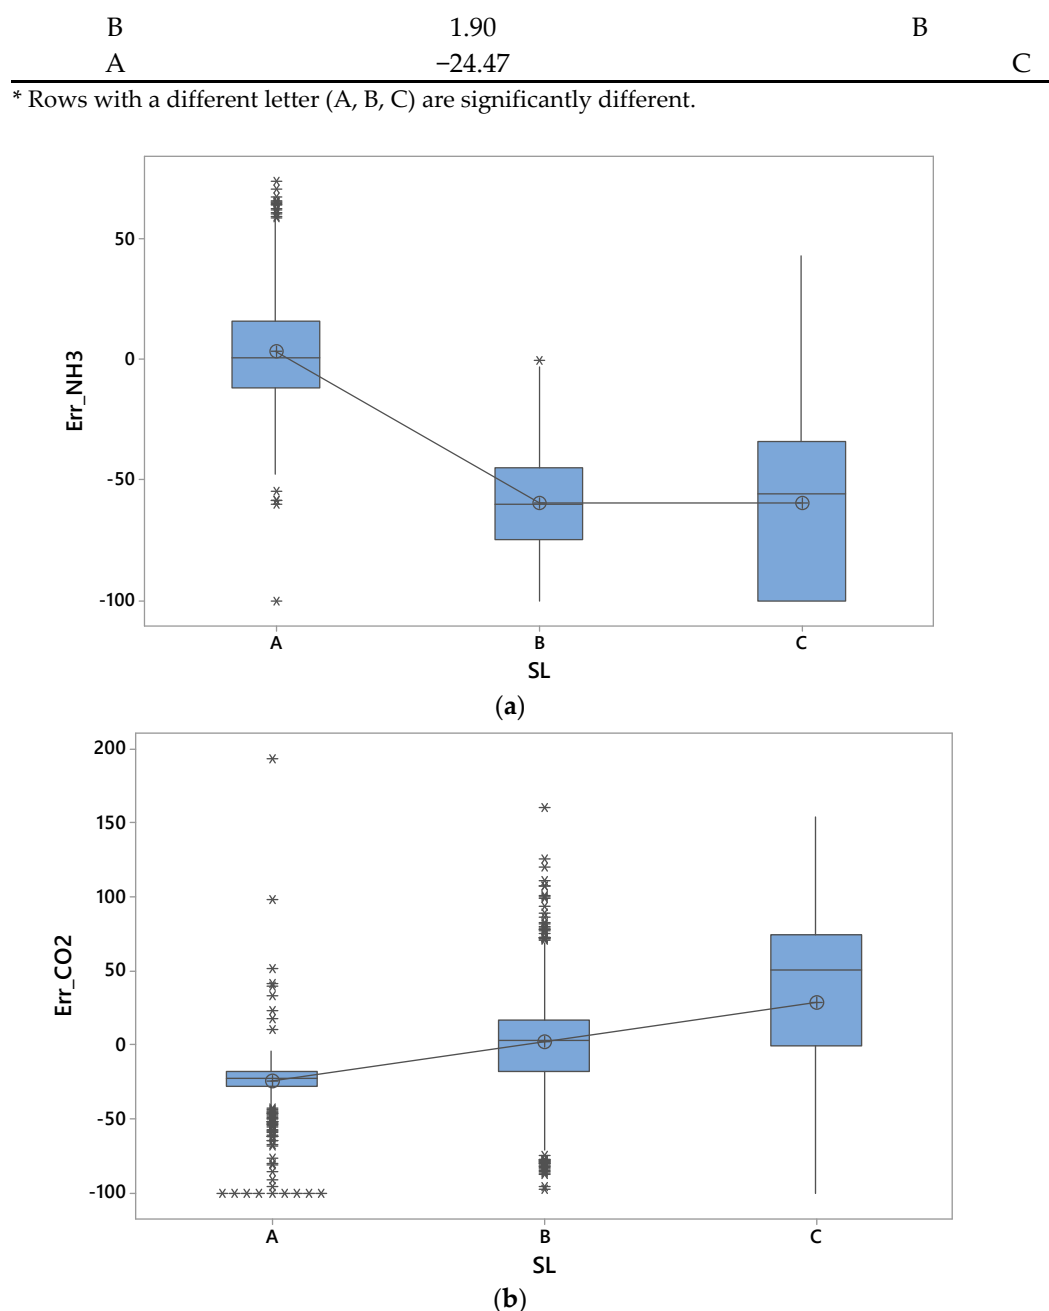 B 1.90 B
A −24.47 C
* Rows with a different letter (A, B, C) are significantly different.
50
0
-50
-100
Err_NH3
A B C
SL
(a)
200
150
100
50
0
-50
-100
Err_CO2
A B C
SL
(b)